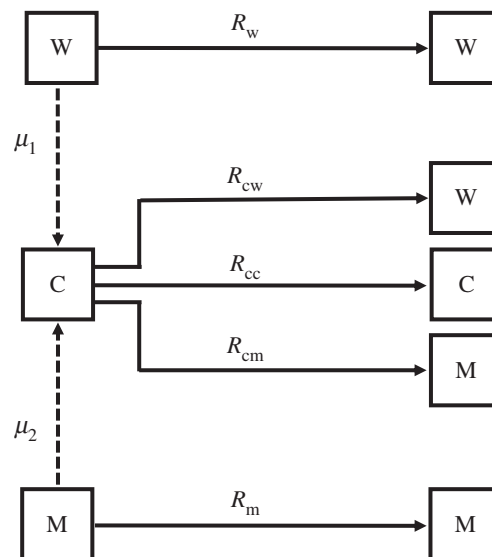 W R_w W
μ_1
R_cw W
C R_cc C
R_cm M
μ_2
M R_m M